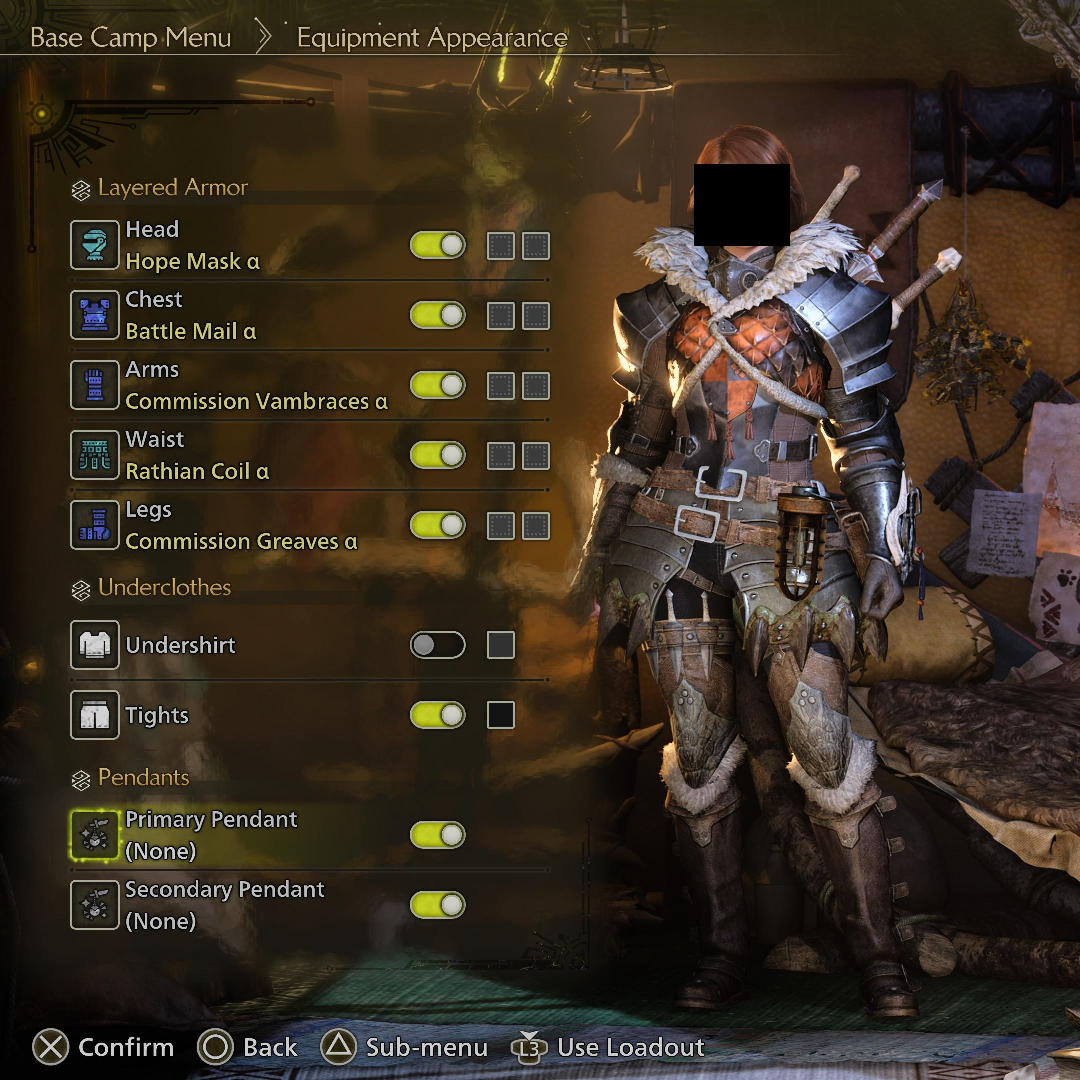 Base Camp Menu > Equipment Appearance
Layered Armor
Head
Hope Mask α
Chest
Battle Mail α
Arms
Commission Vambraces α
Waist
Rathian Coil α
Legs
Commission Greaves α
Underclothes
Undershirt
Tights
Pendants
Primary Pendant
(None)
Secondary Pendant
(None)
Confirm Back Sub-menu L3 Use Loadout